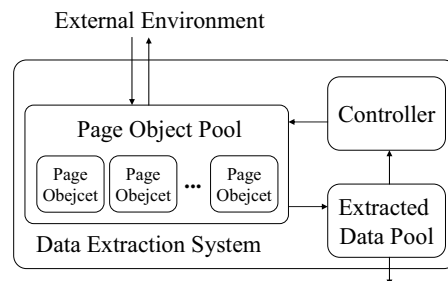 External Environment
Page Object Pool
Controller
Page Page ... Page
Obejcet Obejcet Obejcet
Extracted
Data Pool
Data Extraction System